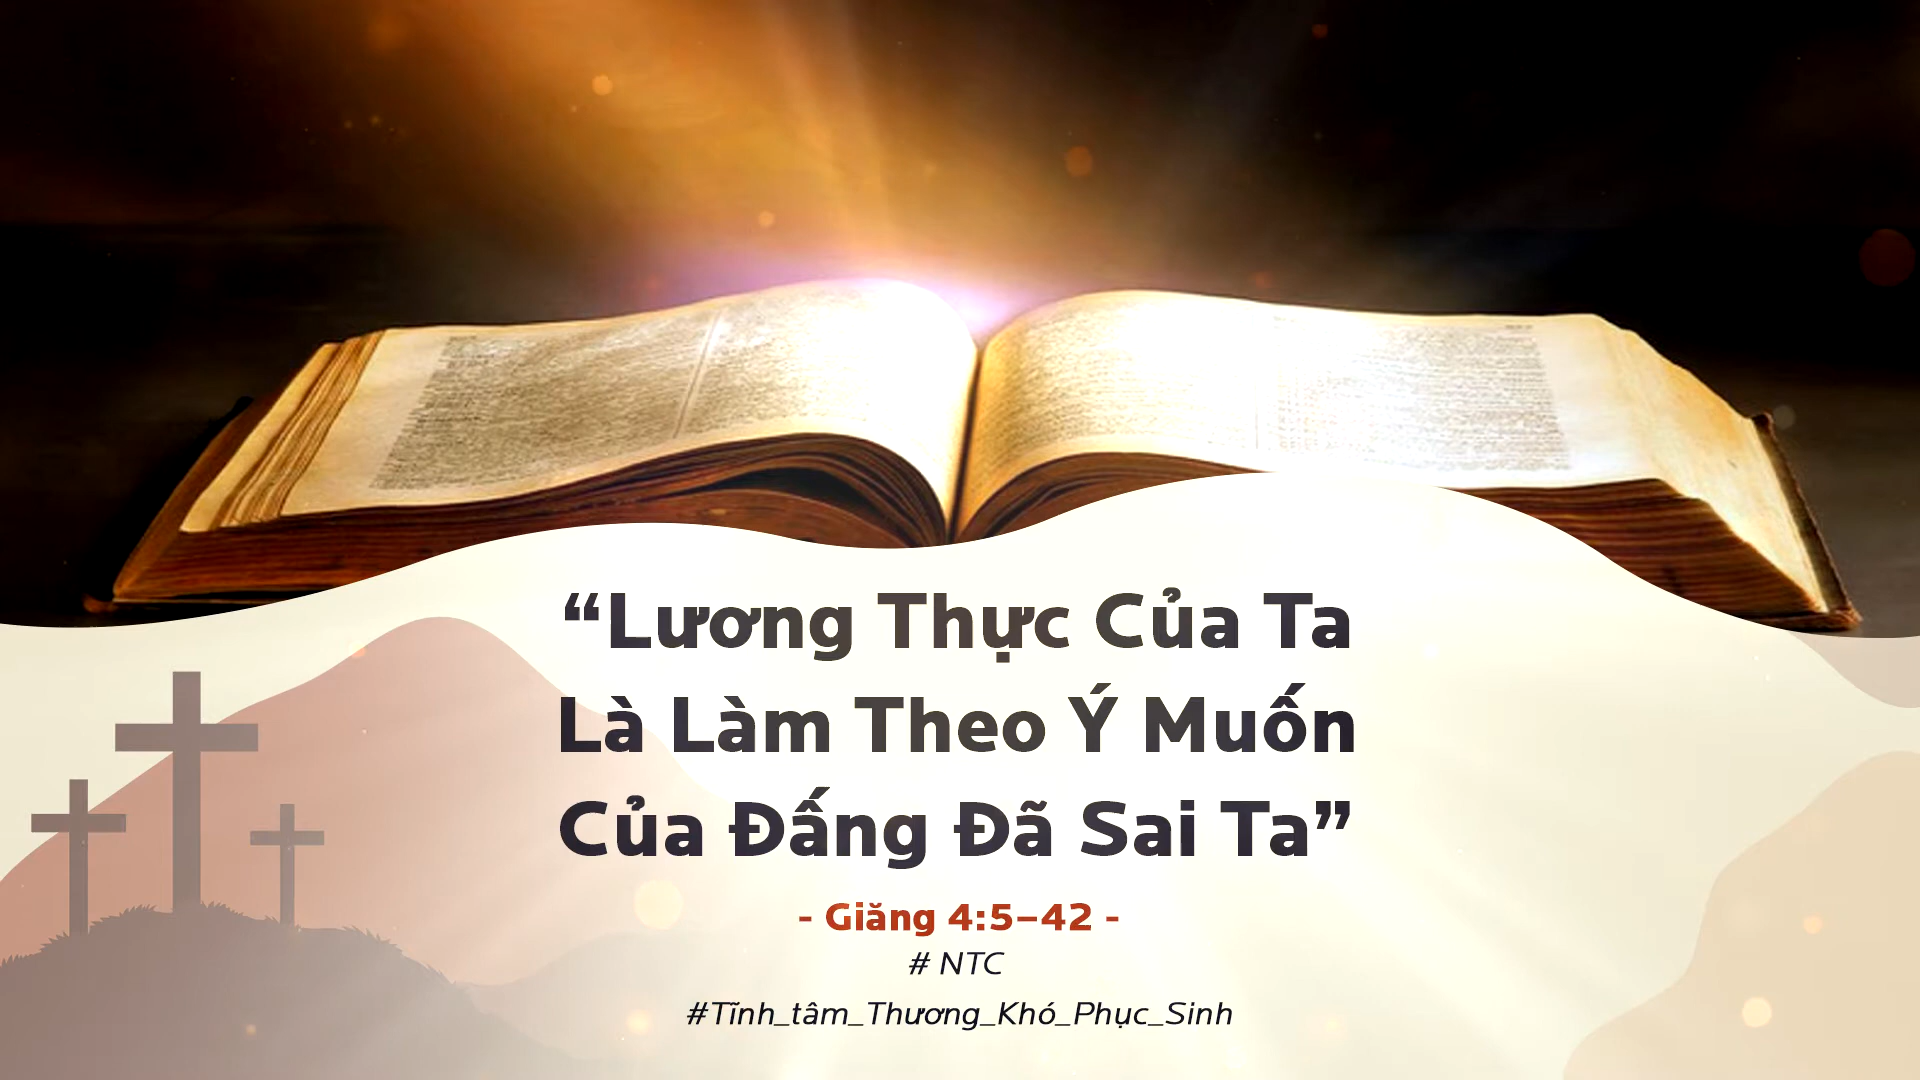 “Lương Thực Của Ta
Là Làm Theo Ý Muốn
Của Đấng Đã Sai Ta”
- Giăng 4:5–42 -
# NTC
#Tĩnh_tâm_Thương_Khó_Phục_Sinh